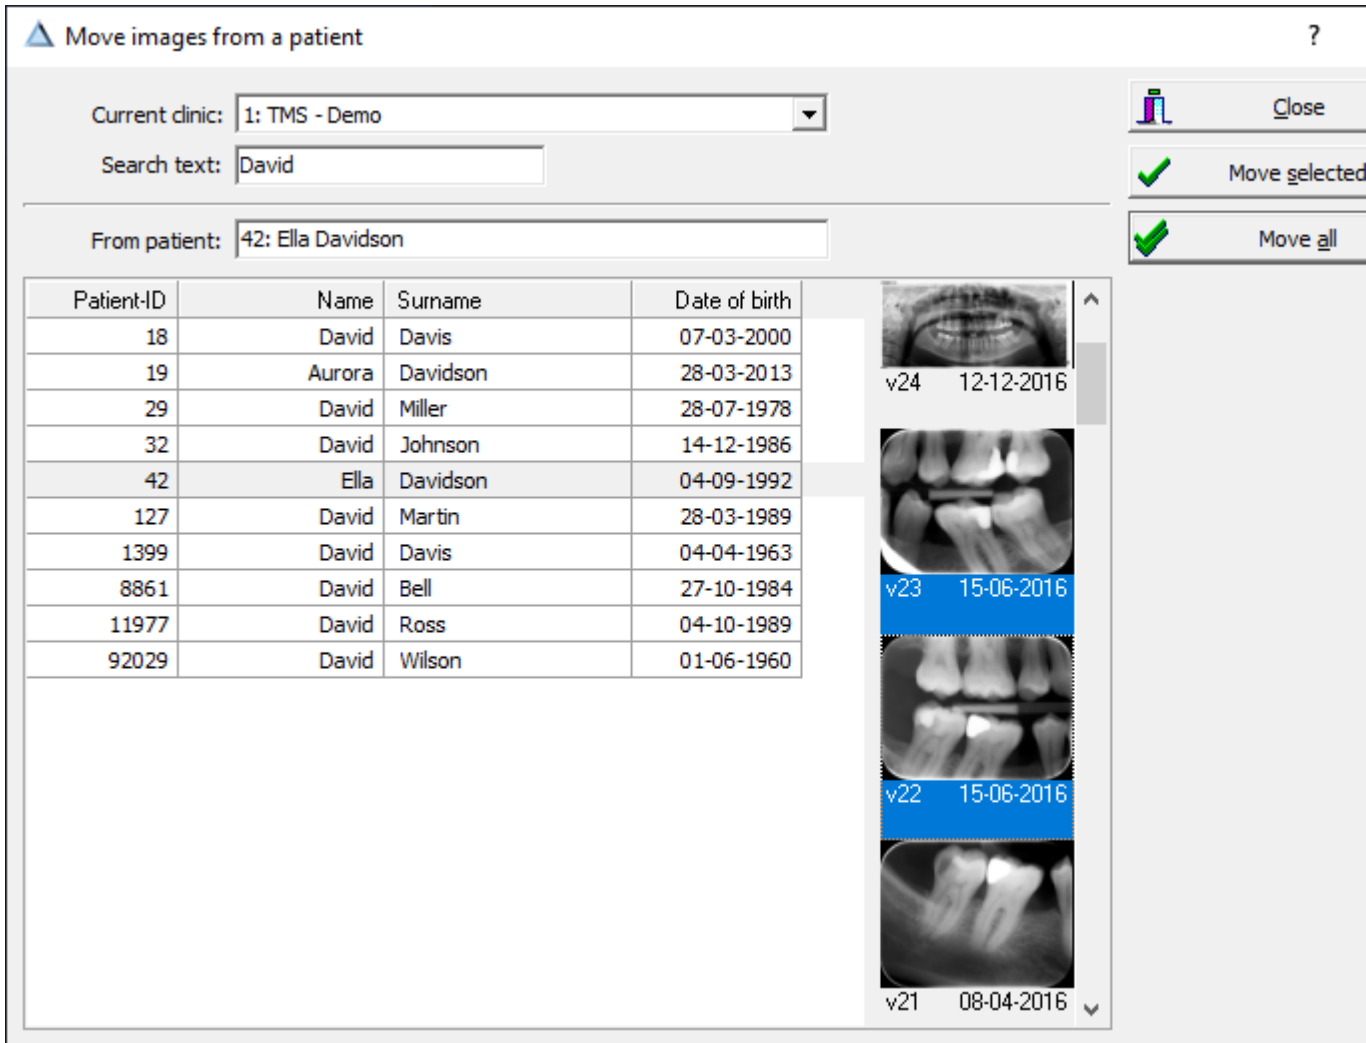 Move images from a patient ?
Current clinic: 1: TMS - Demo
Close
Search text: David
Move selected
From patient: 42: Ella Davidson
Move all
Patient-ID Name Surname Date of birth
18 David Davis 07-03-2000
19 Aurora Davidson 28-03-2013
29 David Miller 28-07-1978
32 David Johnson 14-12-1986
42 Ella Davidson 04-09-1992
127 David Martin 28-03-1989
1399 David Davis 04-04-1963
8861 David Bell 27-10-1984
11977 David Ross 04-10-1989
92029 David Wilson 01-06-1960
v24 12-12-2016
v23 15-06-2016
v22 15-06-2016
v21 08-04-2016